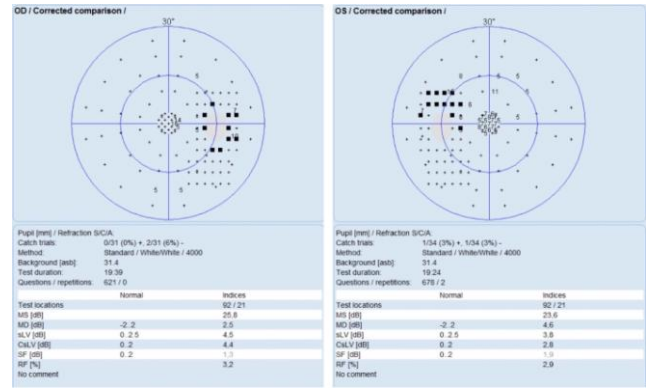 OD / Corrected comparison /
30°
Pupil [mm] / Refraction S/C/A:
Catch trials: 0/31 (0%) +, 2/31 (6%) -
Method: Standard / White/White / 4000
Background [asb]: 31.4
Test duration: 19:39
Questions / repetitions: 621 / 0
Normal Indices
Test locations 92 / 21
MS [dB] 25,8
MD [dB] -2..2 2,5
sLV [dB] 0..2.5 4,5
CsLV [dB] 0..2 4,4
SF [dB] 0..2 1,3
RF [%] 3,2
No comment
OS / Corrected comparison /
30°
Pupil [mm] / Refraction S/C/A:
Catch trials: 1/34 (3%) +, 1/34 (3%) -
Method: Standard / White/White / 4000
Background [asb]: 31.4
Test duration: 19:24
Questions / repetitions: 678 / 2
Normal Indices
Test locations 92 / 21
MS [dB] 23,6
MD [dB] -2..2 4,6
sLV [dB] 0..2.5 3,8
CsLV [dB] 0..2 2,8
SF [dB] 0..2 1,9
RF [%] 2,9
No comment